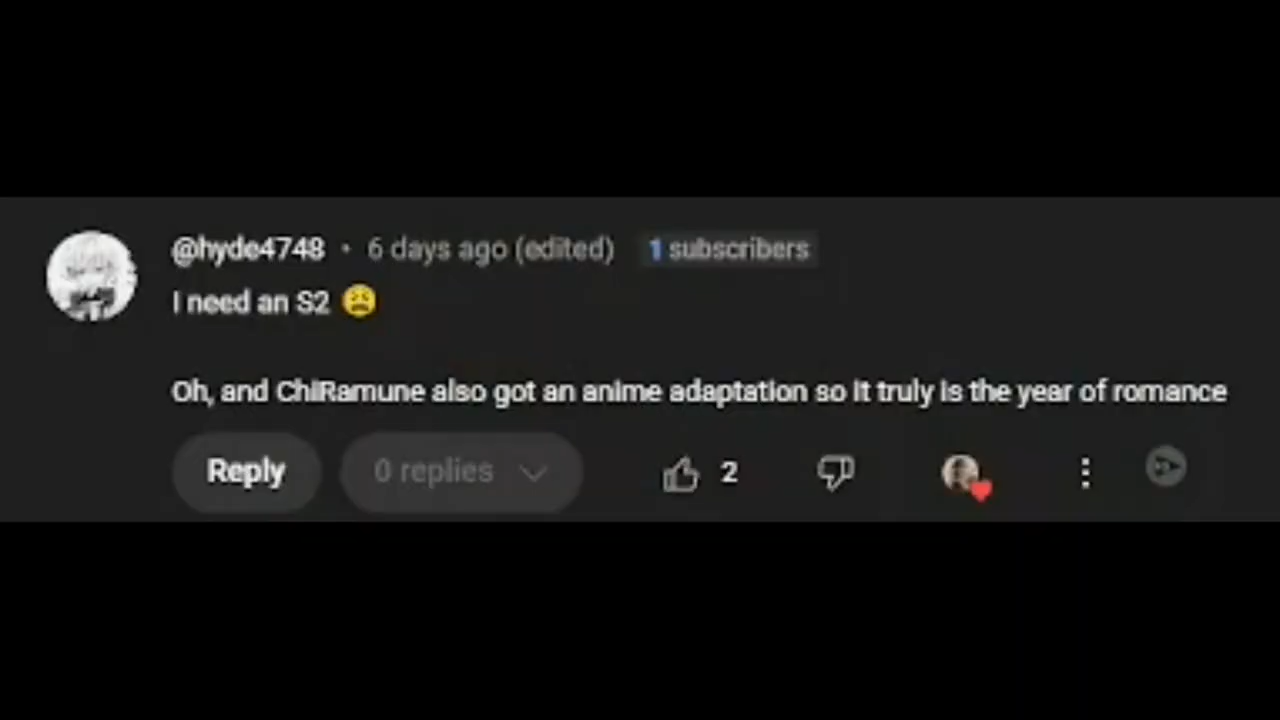 @hyde4748 • 6 days ago (edited) 1 subscribers
I need an S2 😩
Oh, and ChiRamune also got an anime adaptation so it truly is the year of romance
Reply 0 replies 2